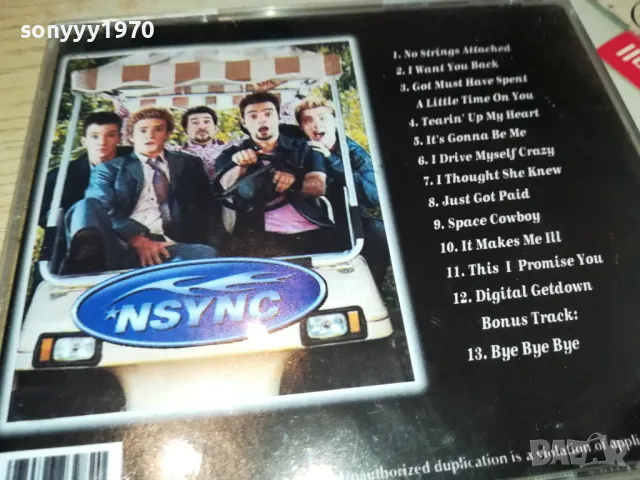 sonyyy1970
1. No Strings Attached
2. I Want You Back
3. Got Must Have Spent
A Little Time On You
4. Tearin' Up My Heart
5. It's Gonna Be Me
6. I Drive Myself Crazy
7. I Thought She Knew
8. Just Got Paid
9. Space Cowboy
10. It Makes Me Ill
11. This I Promise You
12. Digital Getdown
Bonus Track:
13. Bye Bye Bye
*NSYNC
Unauthorized duplication is a violation of applic
BAZAR